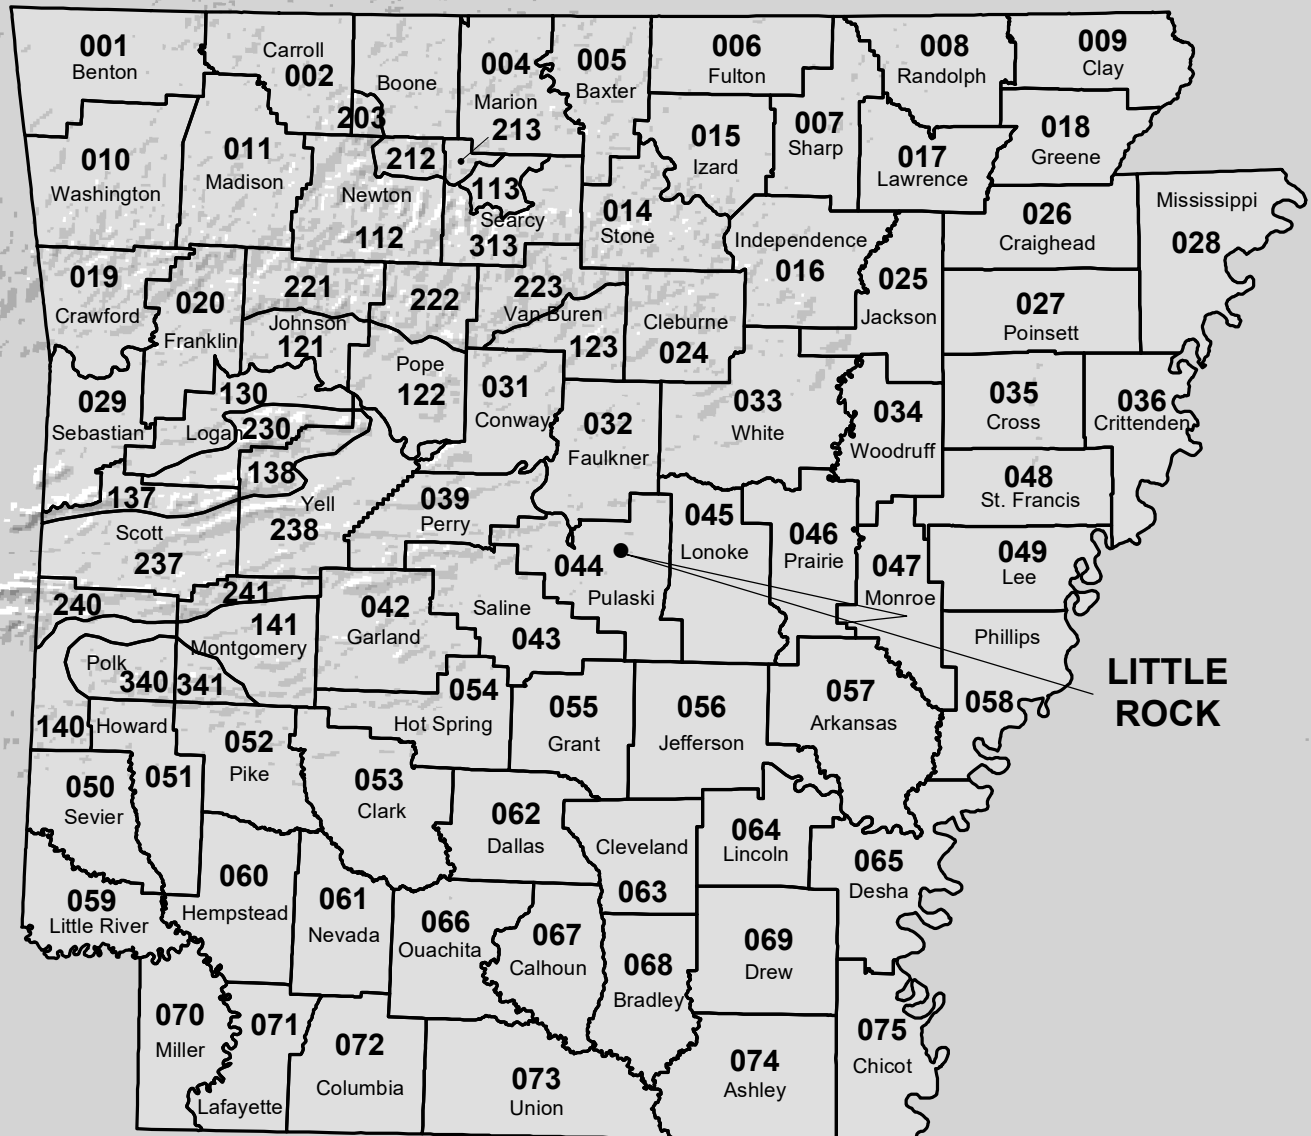 001
Benton
Carroll
002
Boone
203
004
Marion
213
005
Baxter
006
Fulton
008
Randolph
009
Clay
010
Washington
011
Madison
212
Newton
112
113
Searcy
313
014
Stone
015
Izard
007
Sharp
017
Lawrence
018
Greene
026
Craighead
Mississippi
028
Independence
016
025
Jackson
027
Poinsett
019
Crawford
020
Franklin
221
Johnson
121
222
Pope
122
223
Van Buren
123
Cleburne
024
029
Sebastian
130
Logan
230
138
031
Conway
032
Faulkner
033
White
034
Woodruff
035
Cross
036
Crittenden
137
Scott
237
Yell
238
039
Perry
045
Lonoke
046
Prairie
048
St. Francis
049
Lee
047
Monroe
044
Pulaski
240
241
141
Montgomery
042
Garland
Saline
043
Phillips
058
LITTLE
ROCK
Polk
340
341
140
Howard
051
052
Pike
054
Hot Spring
055
Grant
056
Jefferson
057
Arkansas
050
Sevier
053
Clark
062
Dallas
Cleveland
063
064
Lincoln
065
Desha
059
Little River
060
Hempstead
061
Nevada
066
Ouachita
067
Calhoun
068
Bradley
069
Drew
070
Miller
071
Lafayette
072
Columbia
073
Union
074
Ashley
075
Chicot